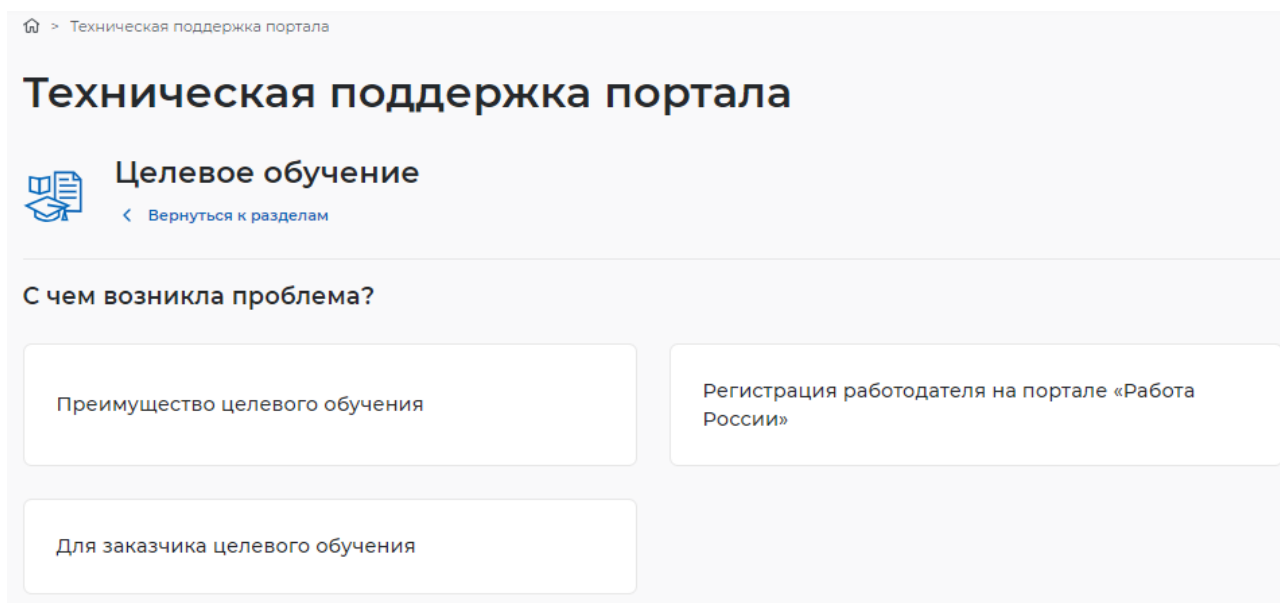 > Техническая поддержка портала
Техническая поддержка портала
Целевое обучение
< Вернуться к разделам
С чем возникла проблема?
Преимущество целевого обучения
Регистрация работодателя на портале «Работа
России»
Для заказчика целевого обучения